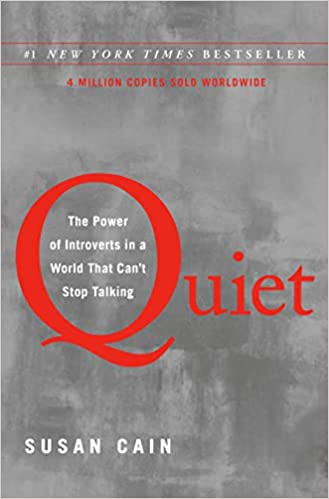 #1 NEW YORK TIMES BESTSELLER
4 MILLION COPIES SOLD WORLDWIDE
The Power
of Introverts in a
World That Can't
Stop Talking
Quiet
SUSAN CAIN